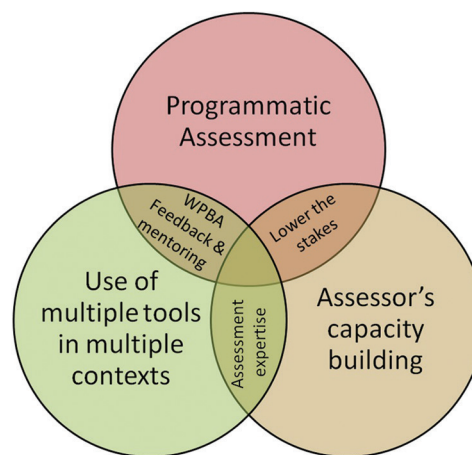 Programmatic
Assessment
WPBA
Feedback &
mentoring
Lower the
stakes
Use of
multiple tools
in multiple
contexts
Assessment
expertise
Assessor's
capacity
building